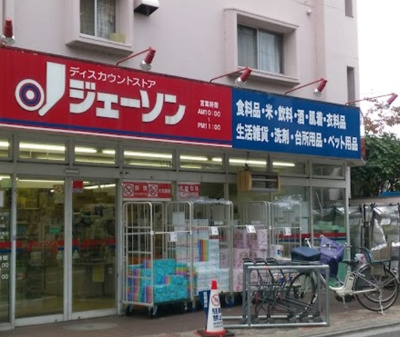 ディスカウントストア
ジェーソン
営業時間
AM10:00
PM11:00
食料品・米・飲料・酒・肌着・衣料品
生活雑貨・洗剤・台所用品・ペット用品